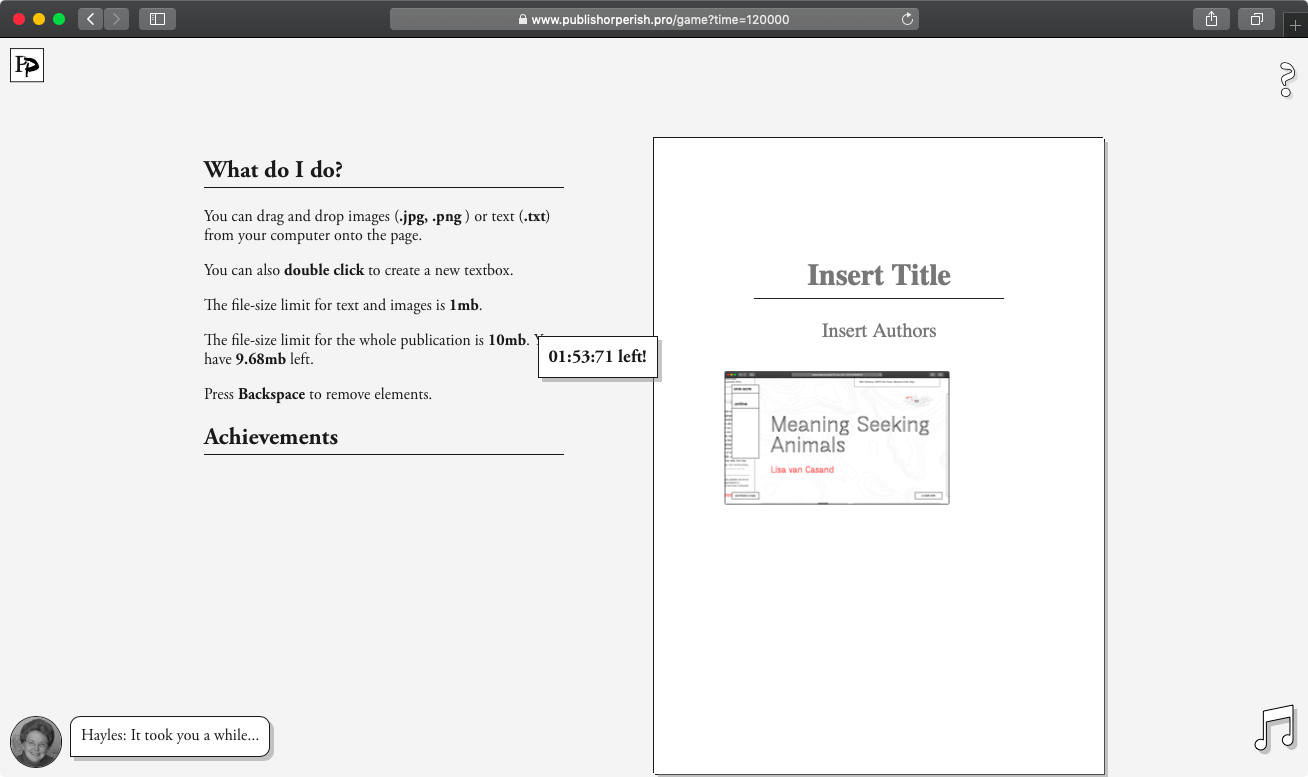 www.publishorperish.pro/game?time=120000
PP
What do I do?
You can drag and drop images (.jpg, .png ) or text (.txt)
from your computer onto the page.
You can also double click to create a new textbox.
The file-size limit for text and images is 1mb.
The file-size limit for the whole publication is 10mb.
have 9.68mb left.
Press Backspace to remove elements.
Achievements
01:53:71 left!
Insert Title
Insert Authors
Meaning Seeking
Animals
Lisa van Casand
Hayles: It took you a while...